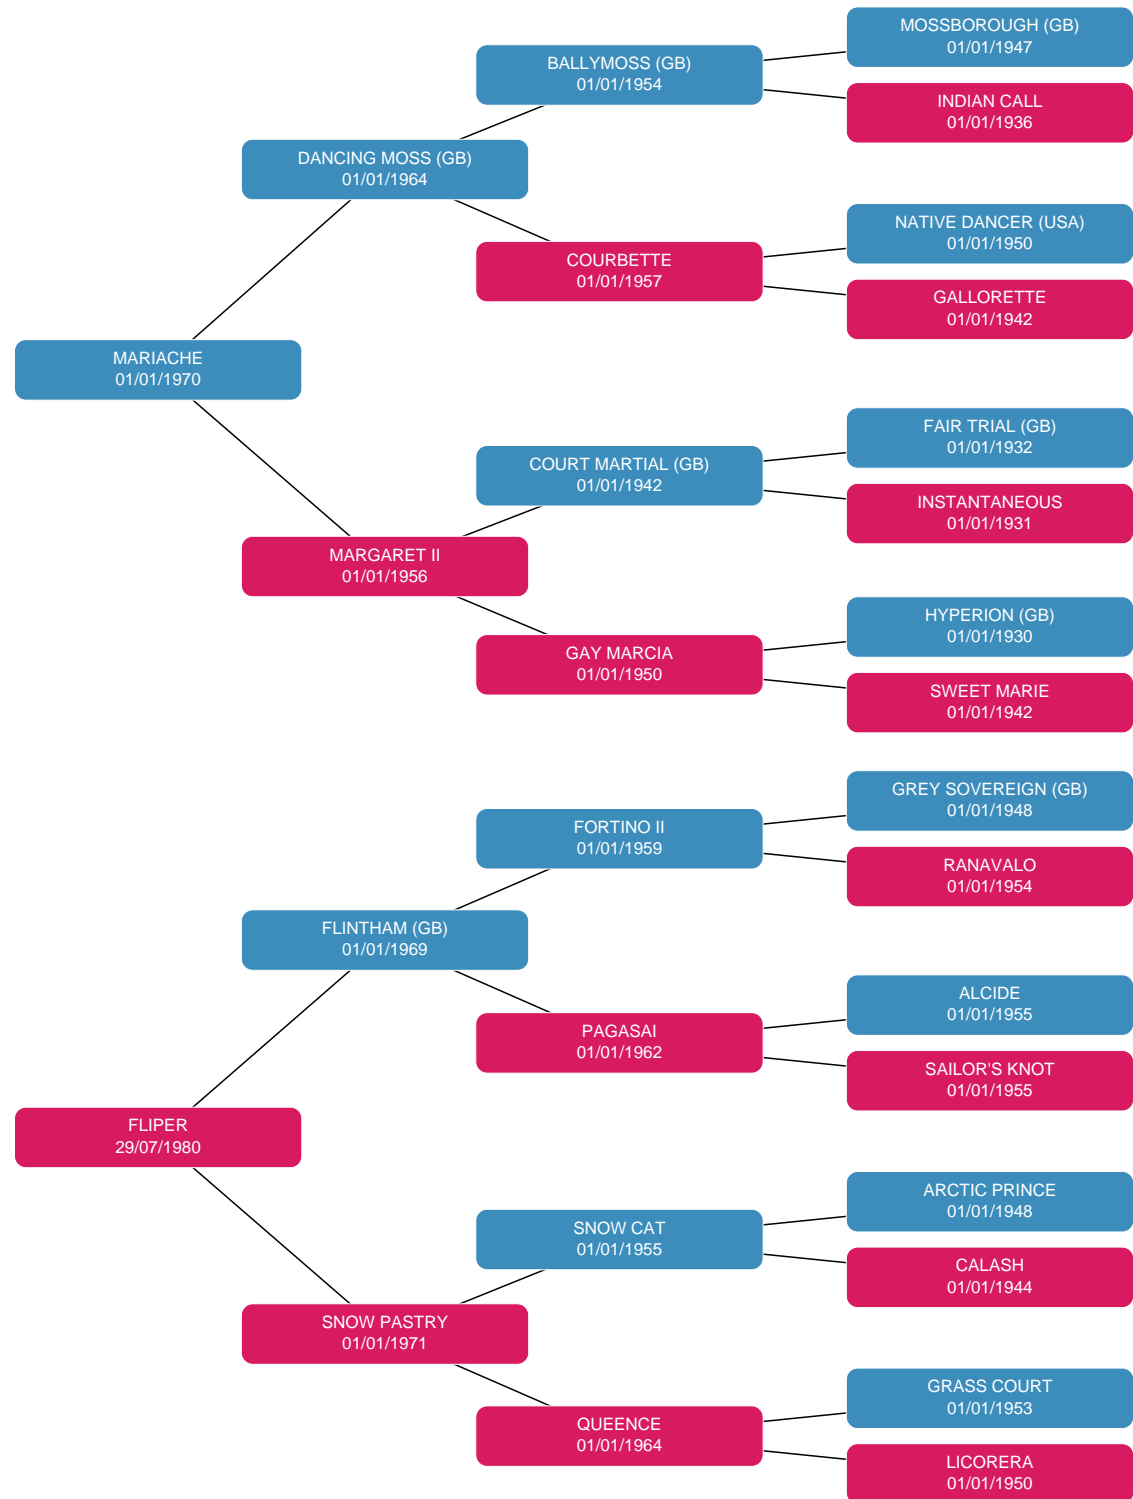 MOSSBOROUGH (GB)
01/01/1947
BALLYMOSS (GB)
01/01/1954
INDIAN CALL
01/01/1936
DANCING MOSS (GB)
01/01/1964
NATIVE DANCER (USA)
01/01/1950
COURBETTE
01/01/1957
GALLORETTE
01/01/1942
MARIACHE
01/01/1970
FAIR TRIAL (GB)
01/01/1932
COURT MARTIAL (GB)
01/01/1942
INSTANTANEOUS
01/01/1931
MARGARET II
01/01/1956
HYPERION (GB)
01/01/1930
GAY MARCIA
01/01/1950
SWEET MARIE
01/01/1942
GREY SOVEREIGN (GB)
01/01/1948
FORTINO II
01/01/1959
RANAVALO
01/01/1954
FLINTHAM (GB)
01/01/1969
ALCIDE
01/01/1955
PAGASAI
01/01/1962
SAILOR'S KNOT
01/01/1955
FLIPER
29/07/1980
ARCTIC PRINCE
01/01/1948
SNOW CAT
01/01/1955
CALASH
01/01/1944
SNOW PASTRY
01/01/1971
GRASS COURT
01/01/1953
QUEENCE
01/01/1964
LICORERA
01/01/1950